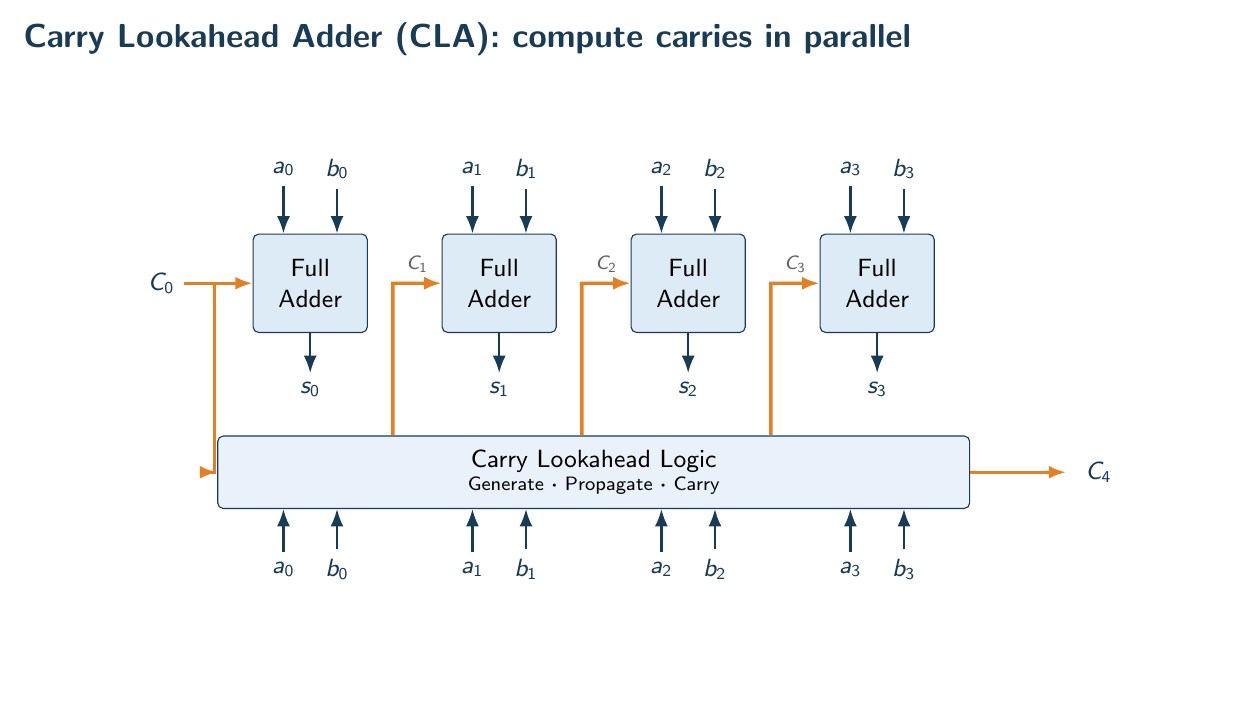 Carry Lookahead Adder (CLA): compute carries in parallel
a₀ b₀ a₁ b₁ a₂ b₂ a₃ b₃
C₀ Full Adder C₁ Full Adder C₂ Full Adder C₃ Full Adder
s₀ s₁ s₂ s₃
Carry Lookahead Logic
Generate · Propagate · Carry
C₄
a₀ b₀ a₁ b₁ a₂ b₂ a₃ b₃